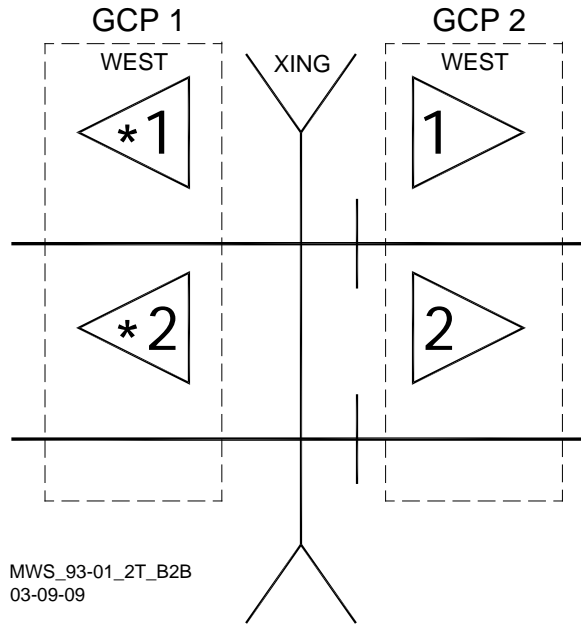 GCP 1 GCP 2
WEST XING WEST
*1 1
*2 2
MWS_93-01_2T_B2B
03-09-09